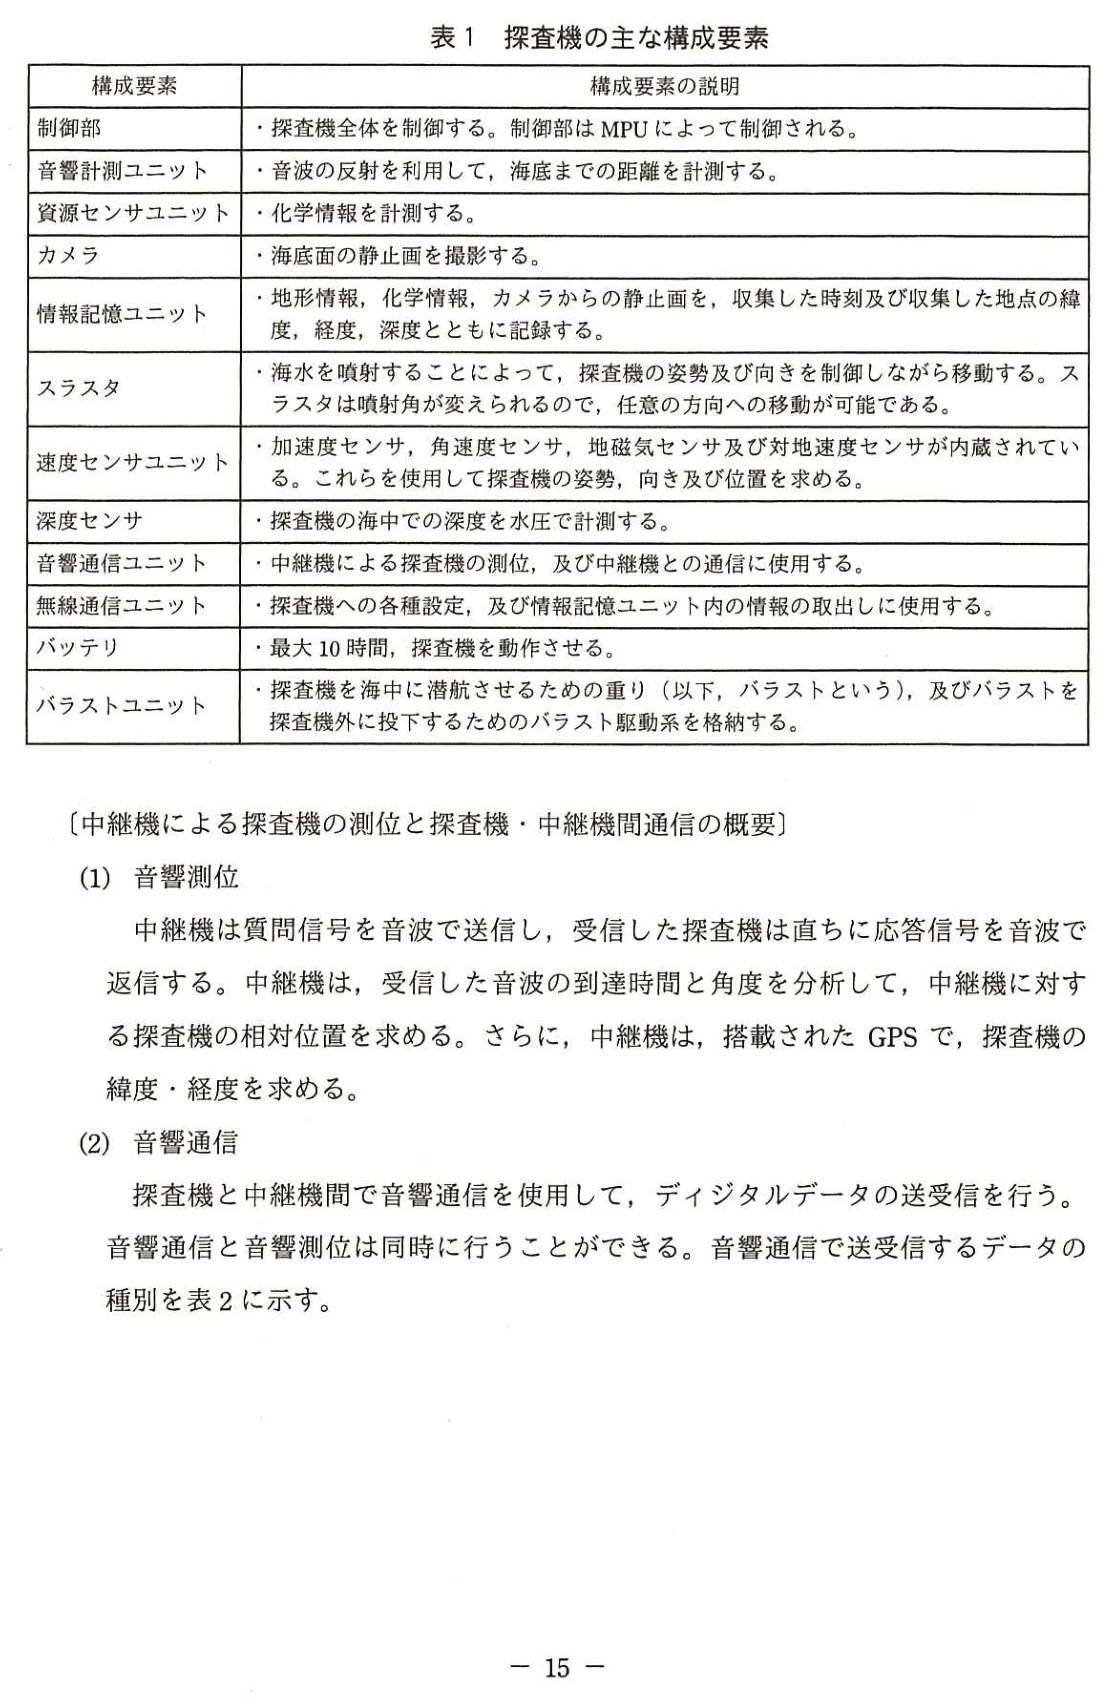 表1 探査機の主な構成要素
構成要素 構成要素の説明
制御部 ・探査機全体を制御する。制御部は MPU によって制御される。
音響計測ユニット ・音波の反射を利用して，海底までの距離を計測する。
資源センサユニット ・化学情報を計測する。
カメラ ・海底面の静止画を撮影する。
情報記憶ユニット ・地形情報，化学情報，カメラからの静止画を，収集した時刻及び収集した地点の緯
度，経度，深度とともに記録する。
スラスタ ・海水を噴射することによって，探査機の姿勢及び向きを制御しながら移動する。ス
ラスタは噴射角が変えられるので，任意の方向への移動が可能である。
速度センサユニット ・加速度センサ，角速度センサ，地磁気センサ及び対地速度センサが内蔵されてい
る。これらを使用して探査機の姿勢，向き及び位置を求める。
深度センサ ・探査機の海中での深度を水圧で計測する。
音響通信ユニット ・中継機による探査機の測位，及び中継機との通信に使用する。
無線通信ユニット ・探査機への各種設定，及び情報記憶ユニット内の情報の取出しに使用する。
バッテリ ・最大 10 時間，探査機を動作させる。
バラストユニット ・探査機を海中に潜航させるための重り（以下，バラストという），及びバラストを
探査機外に投下するためのバラスト駆動系を格納する。
〔中継機による探査機の測位と探査機・中継機間通信の概要〕
(1) 音響測位
中継機は質問信号を音波で送信し，受信した探査機は直ちに応答信号を音波で
返信する。中継機は，受信した音波の到達時間と角度を分析して，中継機に対す
る探査機の相対位置を求める。さらに，中継機は，搭載された GPS で，探査機の
緯度・経度を求める。
(2) 音響通信
探査機と中継機間で音響通信を使用して，ディジタルデータの送受信を行う。
音響通信と音響測位は同時に行うことができる。音響通信で送受信するデータの
種別を表2に示す。
－ 15 －